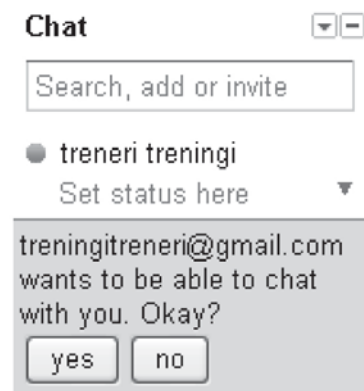 Chat
Search, add or invite
treneri treningi
Set status here
treningitreneri@gmail.com
wants to be able to chat
with you. Okay?
yes no